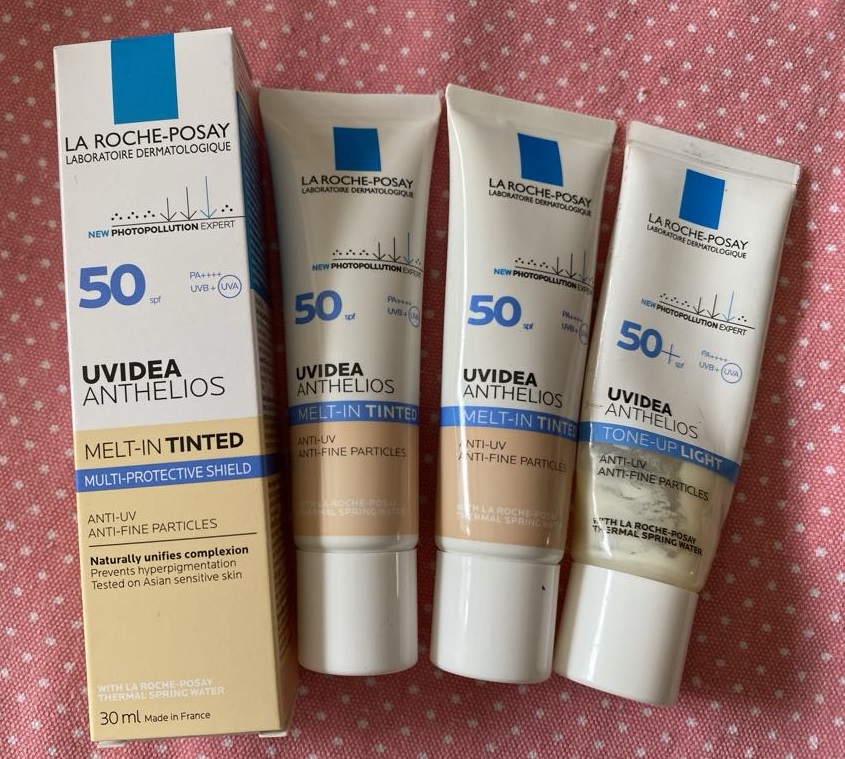 LA ROCHE-POSAY
LABORATOIRE DERMATOLOGIQUE
NEW PHOTOPOLLUTION EXPERT
50 spf
PA++++
UVB + UVA
UVIDEA
ANTHELIOS
MELT-IN TINTED
MULTI-PROTECTIVE SHIELD
ANTI-UV
ANTI-FINE PARTICLES
Naturally unifies complexion
Prevents hyperpigmentation
Tested on Asian sensitive skin
WITH LA ROCHE-POSAY
THERMAL SPRING WATER
30 ml Made in France
LA ROCHE-POSAY
LABORATOIRE DERMATOLOGIQUE
NEW PHOTOPOLLUTION EXPERT
50 spf
PA++++
UVB + UVA
UVIDEA
ANTHELIOS
MELT-IN TINTED
ANTI-UV
ANTI-FINE PARTICLES
WITH LA ROCHE-POSAY
THERMAL SPRING WATER
LA ROCHE-POSAY
LABORATOIRE DERMATOLOGIQUE
NEW PHOTOPOLLUTION EXPERT
50 spf
PA++++
UVB + UVA
UVIDEA
ANTHELIOS
MELT-IN TINTED
ANTI-UV
ANTI-FINE PARTICLES
WITH LA ROCHE-POSAY
THERMAL SPRING WATER
LA ROCHE-POSAY
LABORATOIRE DERMATOLOGIQUE
NEW PHOTOPOLLUTION EXPERT
50+ spf
PA++++
UVB + UVA
UVIDEA
ANTHELIOS
TONE-UP LIGHT
ANTI-UV
ANTI-FINE PARTICLES
WITH LA ROCHE-POSAY
THERMAL SPRING WATER